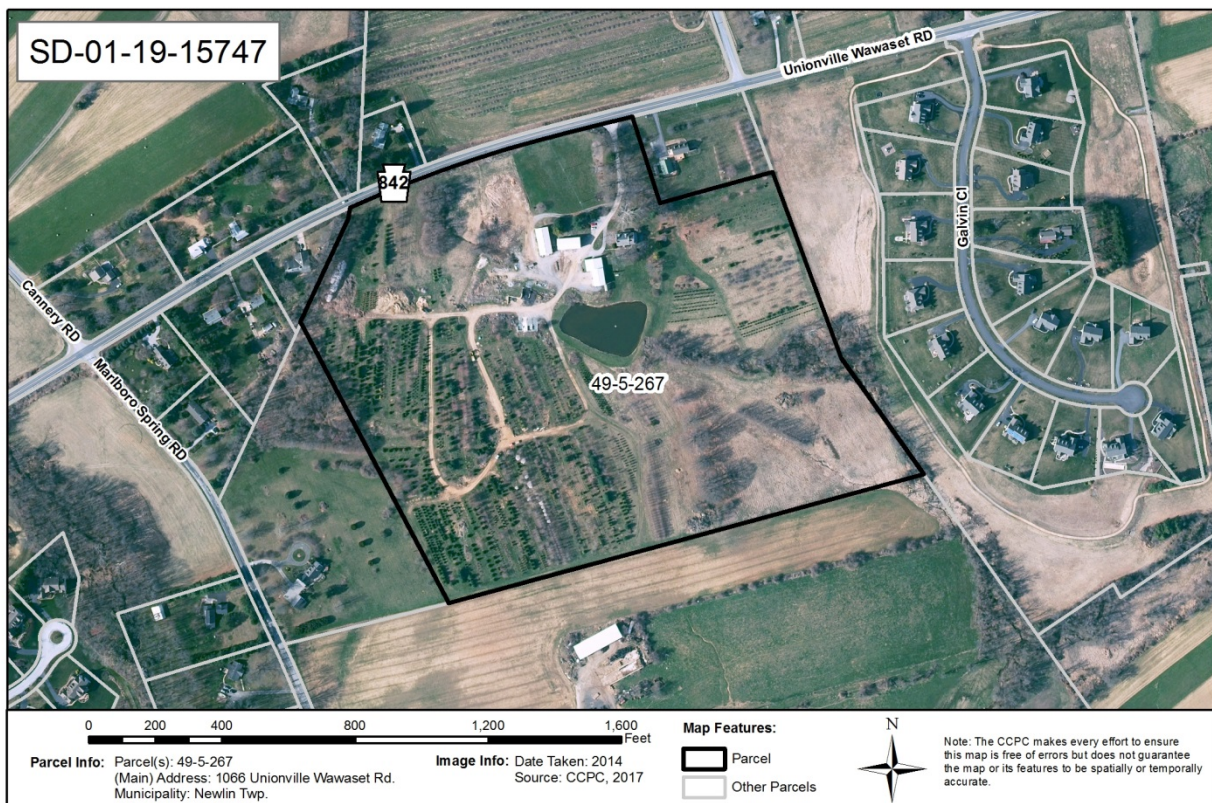 SD-01-19-15747
Unionville Wawaset RD
842
Galvin Cl
Cannery RD
Marlboro Spring RD
49-5-267
0 200 400 800 1,200 1,600
Feet
Parcel Info: Parcel(s): 49-5-267
(Main) Address: 1066 Unionville Wawaset Rd.
Municipality: Newlin Twp.
Image Info: Date Taken: 2014
Source: CCPC, 2017
Map Features:
Parcel
Other Parcels
N
Note: The CCPC makes every effort to ensure
this map is free of errors but does not guarantee
the map or its features to be spatially or temporally
accurate.